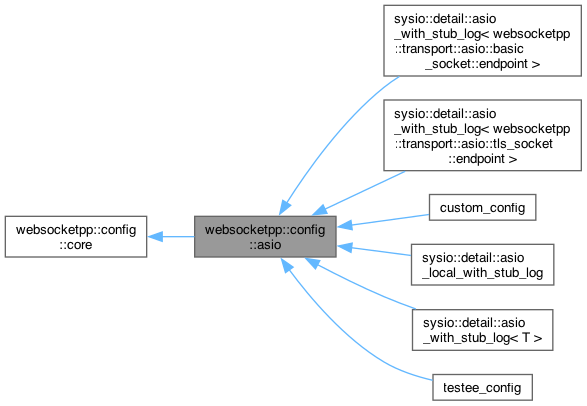 sysio::detail::asio
_with_stub_log< websocketpp
::transport::asio::basic
_socket::endpoint >
sysio::detail::asio
_with_stub_log< websocketpp
::transport::asio::tls_socket
::endpoint >
custom_config
websocketpp::config
::core
websocketpp::config
::asio
sysio::detail::asio
_local_with_stub_log
sysio::detail::asio
_with_stub_log< T >
testee_config